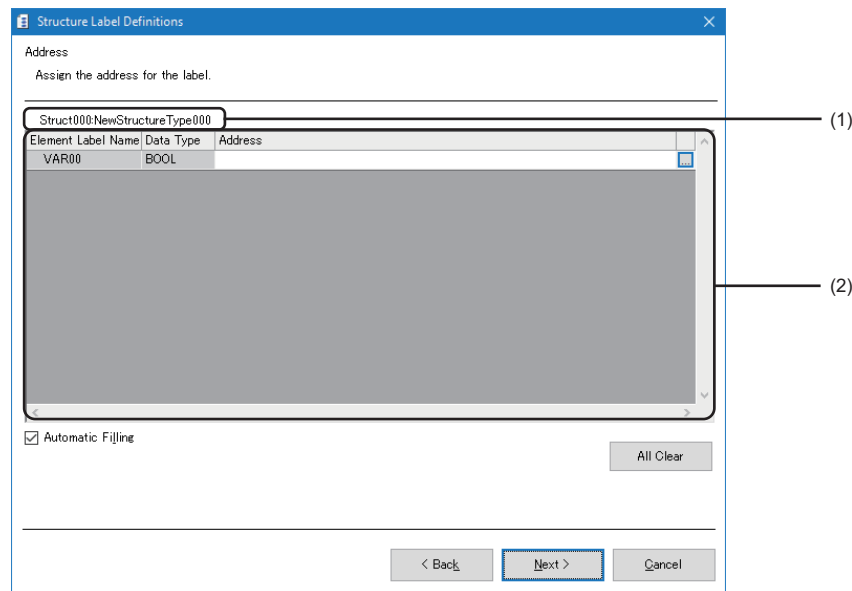 Structure Label Definitions
Address
Assign the address for the label.
Struct000:NewStructureType000
(1)
Element Label Name Data Type Address
VAR00 BOOL ...
(2)
Automatic Filling
All Clear
< Back Next > Cancel